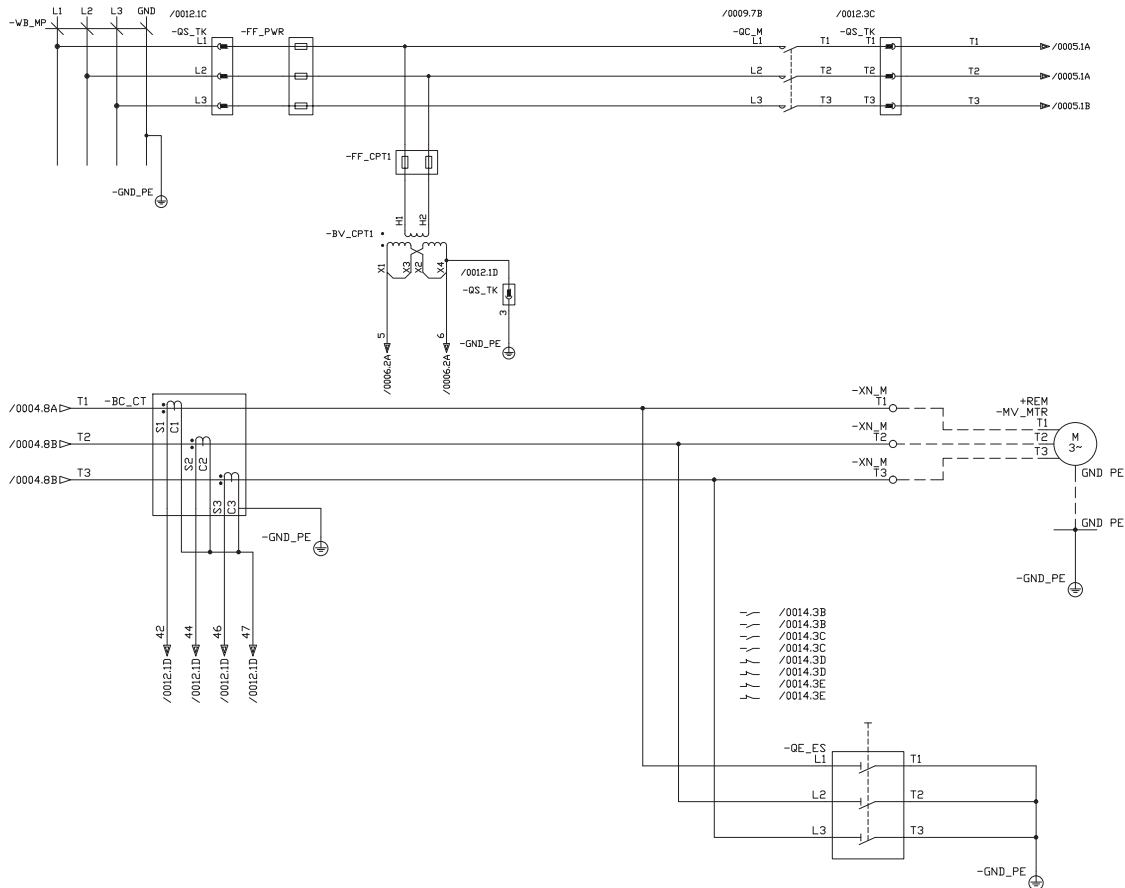 L1 L2 L3 GND /0012.1C /0009.7B /0012.3C
-WB_MP -QS_TK -FF_PWR -QC_M -QS_TK
L1 L1 T1 T1 T1 /0005.1A
L2 L2 T2 T2 T2 /0005.1A
L3 L3 T3 T3 T3 /0005.1B
-FF_CPT1
-GND_PE
H1 H2
-BV_CPT1
X1 X3 X2 X4
/0012.1D
-QS_TK
3
5 6
-GND_PE
/0006.2A /0006.2A
/0004.8A T1 -BC_CT
/0004.8B T2
/0004.8B T3
S1 C1
S2 C2
S3 C3
-GND_PE
42 44 46 47
/0012.1D /0012.1D /0012.1D /0012.1D
-XN_M
T1
-XN_M
T2
-XN_M
T3
+REM
-MV_MTR
T1
T2
T3
M
3~
GND PE
GND PE
-GND_PE
/0014.3B
/0014.3B
/0014.3C
/0014.3C
/0014.3D
/0014.3D
/0014.3E
/0014.3E
-QE_ES
L1 T1
L2 T2
L3 T3
-GND_PE